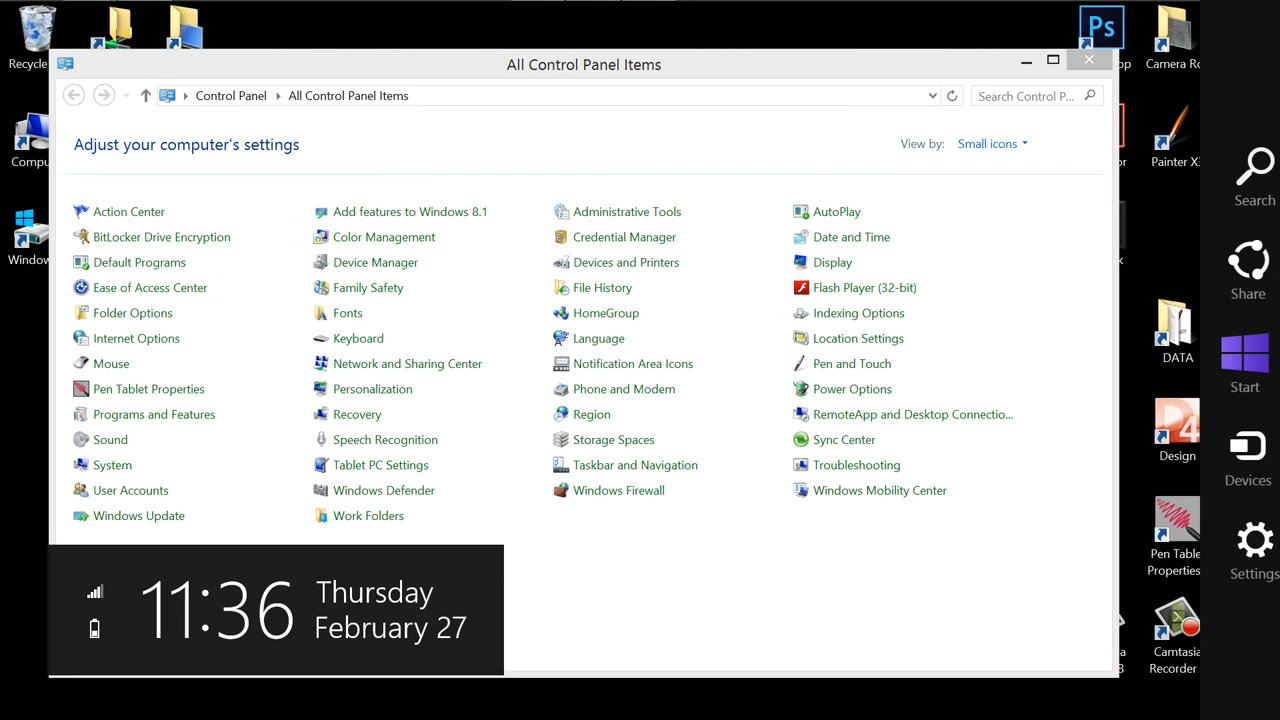 Recycle
Ps
op
Camera Ro
Compu
Painter X3
Windov
DATA
D4
Design
Pen Table
Properties
Camtasia
Recorder
All Control Panel Items
Control Panel
All Control Panel Items
Search Control P...
Adjust your computer's settings
View by:
Small icons
Action Center
Add features to Windows 8.1
Administrative Tools
AutoPlay
BitLocker Drive Encryption
Color Management
Credential Manager
Date and Time
Default Programs
Device Manager
Devices and Printers
Display
Ease of Access Center
Family Safety
File History
Flash Player (32-bit)
Folder Options
Fonts
HomeGroup
Indexing Options
Internet Options
Keyboard
Language
Location Settings
Mouse
Network and Sharing Center
Notification Area Icons
Pen and Touch
Pen Tablet Properties
Personalization
Phone and Modem
Power Options
Programs and Features
Recovery
Region
RemoteApp and Desktop Connectio...
Sound
Speech Recognition
Storage Spaces
Sync Center
System
Tablet PC Settings
Taskbar and Navigation
Troubleshooting
User Accounts
Windows Defender
Windows Firewall
Windows Mobility Center
Windows Update
Work Folders
11:36
Thursday
February 27
Search
Share
Start
Devices
Settings